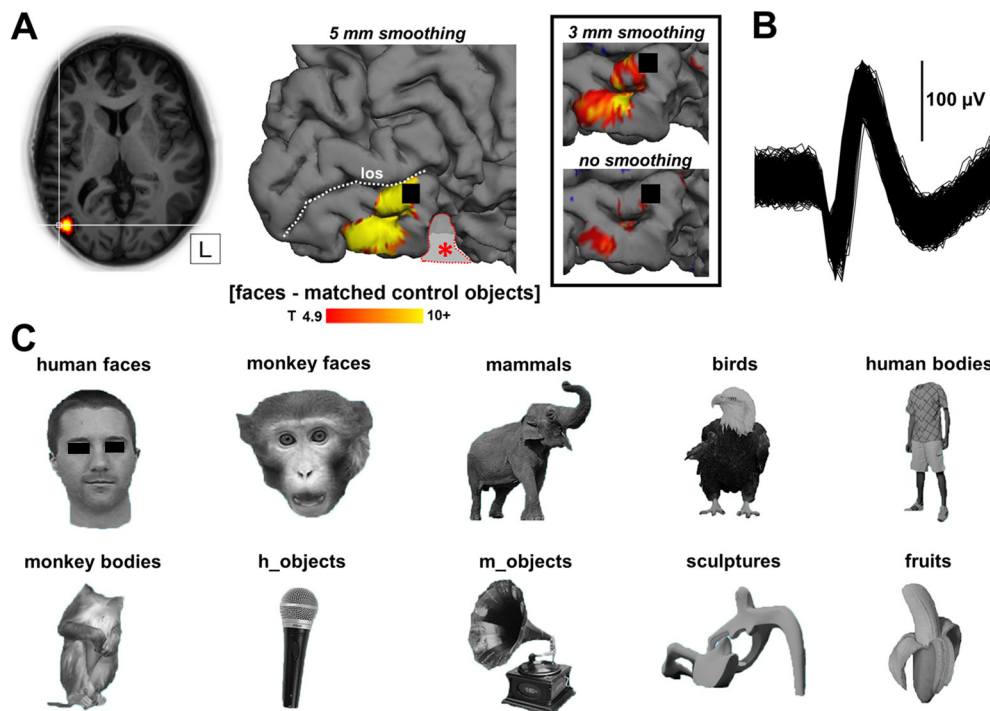 A
5 mm smoothing
3 mm smoothing
B
100 µV
los
no smoothing
*
L
[faces - matched control objects]
T 4.9 10+
C
human faces monkey faces mammals birds human bodies
monkey bodies h_objects m_objects sculptures fruits